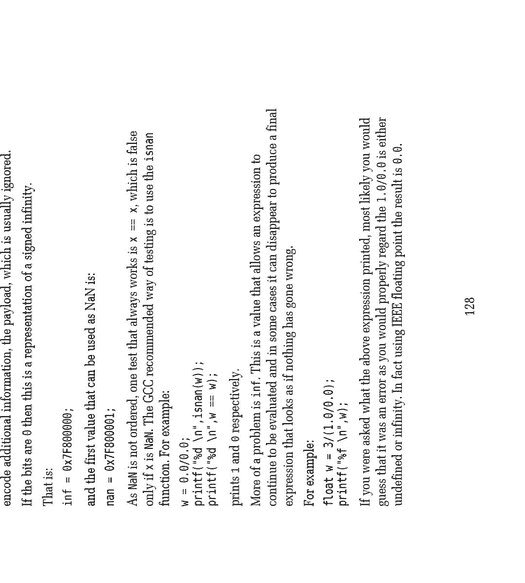 encode additional information, the payload, which is usually ignored.
If the bits are 0 then this is a representation of a signed infinity.
That is:
inf = 0x7F800000;
and the first value that can be used as NaN is:
nan = 0x7F800001;
As NaN is not ordered, one test that always works is x == x, which is false
only if x is NaN. The GCC recommended way of testing is to use the isnan
function. For example:
w = 0.0/0.0;
printf("%d \n",isnan(w));
printf("%d \n",w == w);
prints 1 and 0 respectively.
More of a problem is inf. This is a value that allows an expression to
continue to be evaluated and in some cases it can disappear to produce a final
expression that looks as if nothing has gone wrong.
For example:
float w = 3/(1.0/0.0);
printf("%f \n",w);
If you were asked what the above expression printed, most likely you would
guess that it was an error as you would properly regard the 1.0/0.0 is either
undefined or infinity. In fact using IEEE floating point the result is 0.0.
128